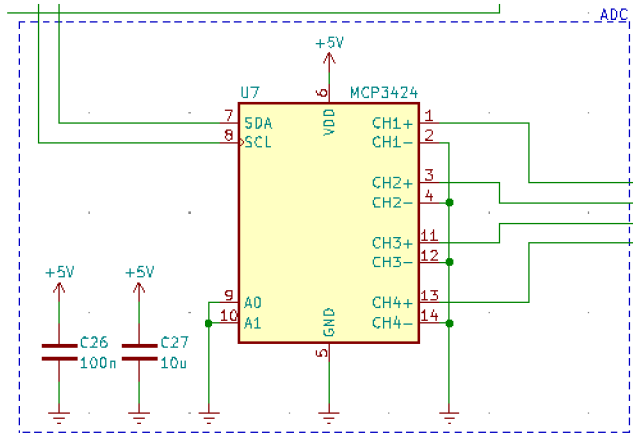 ADC
+5V
U7 MCP3424
6
VDD
7 SDA
8 SCL
CH1+ 1
CH1- 2
CH2+ 3
CH2- 4
CH3+ 11
CH3- 12
9 A0
CH4+ 13
10 A1
CH4- 14
GND
5
+5V +5V
C26
100n
C27
10u